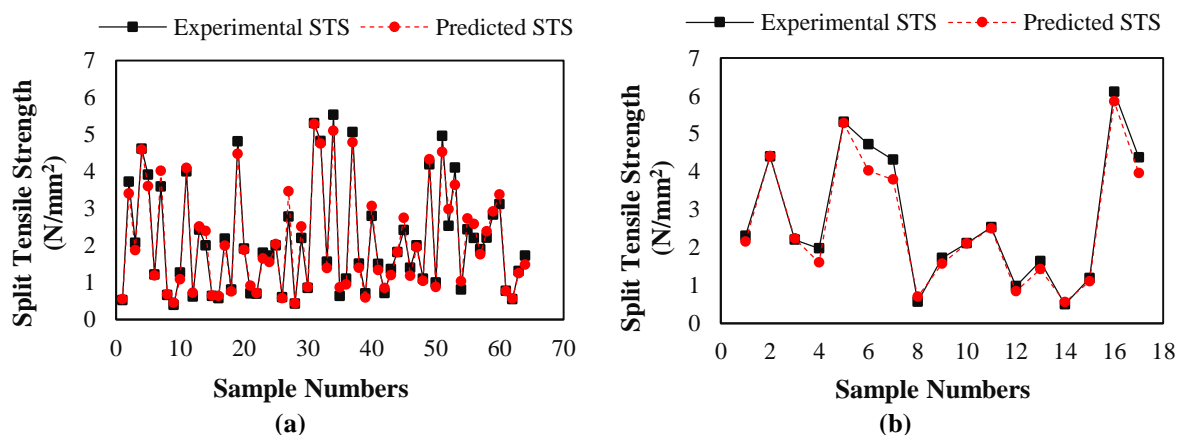 Experimental STS Predicted STS
Split Tensile Strength
(N/mm²)
7
6
5
4
3
2
1
0
0 10 20 30 40 50 60 70
Sample Numbers
(a)
Experimental STS Predicted STS
Split Tensile Strength
(N/mm²)
7
6
5
4
3
2
1
0
0 2 4 6 8 10 12 14 16 18
Sample Numbers
(b)